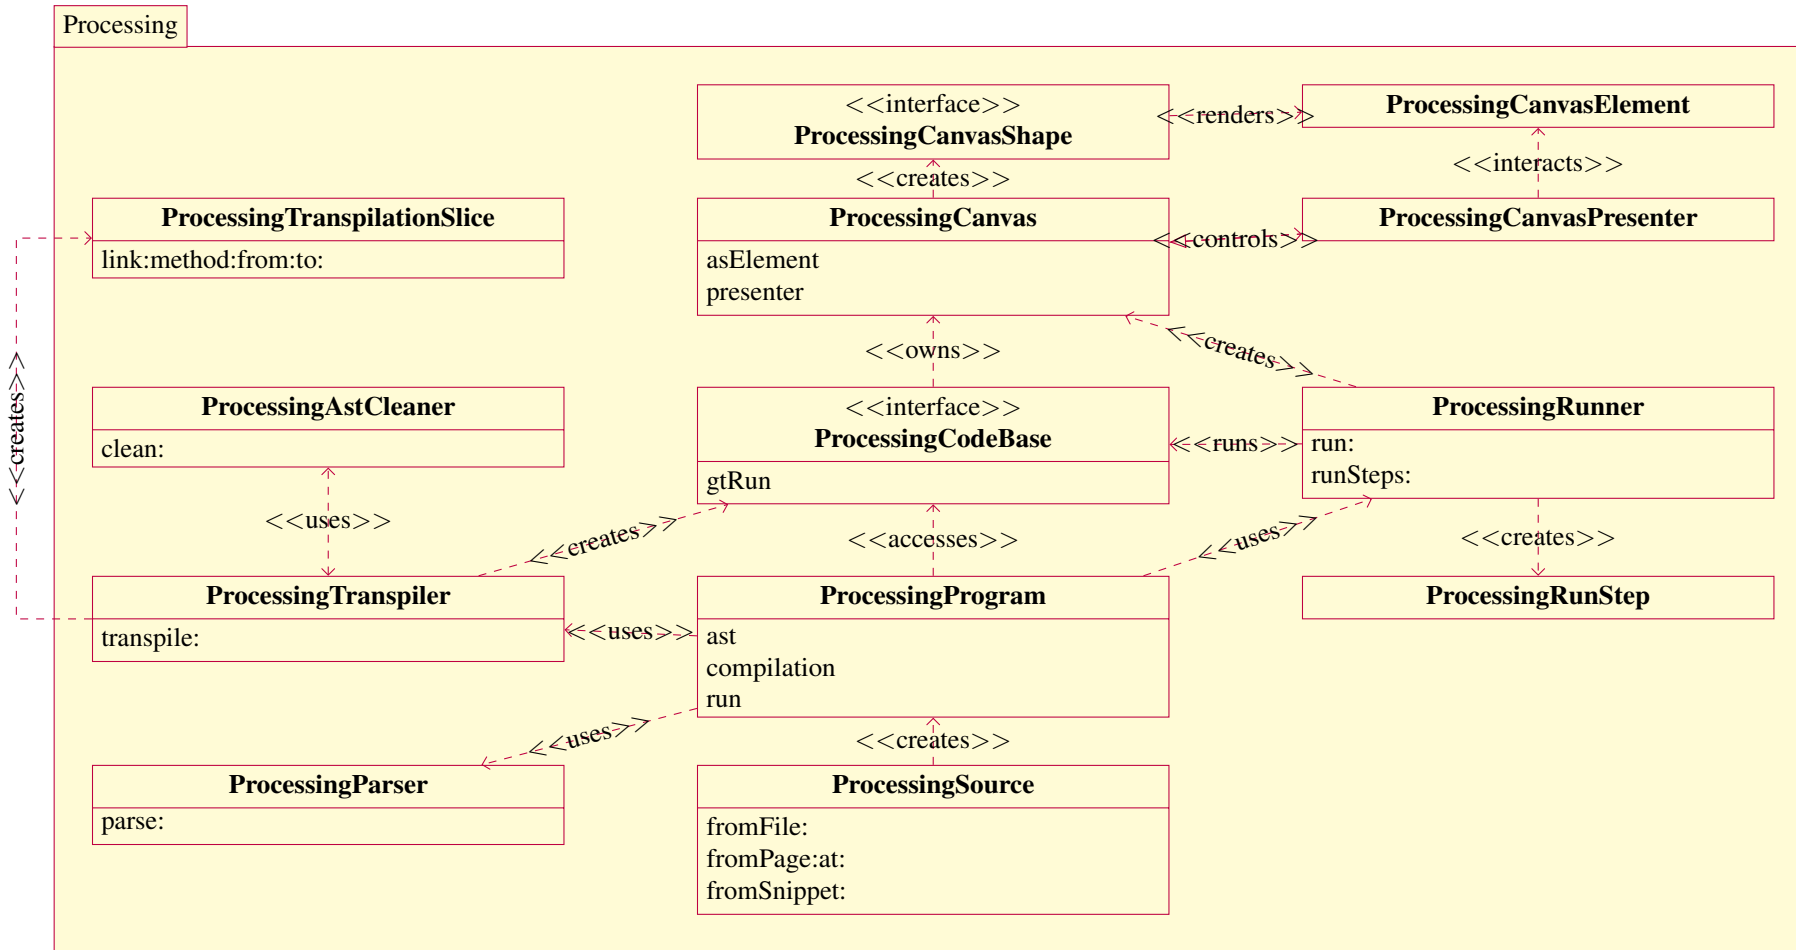 Processing
<<interface>>
ProcessingCanvasShape
<<renders>>
ProcessingCanvasElement
<<creates>>
<<interacts>>
ProcessingTranspilationSlice
link:method:from:to:
ProcessingCanvas
asElement
presenter
<<controls>>
ProcessingCanvasPresenter
<<creates>>
<<owns>>
<<creates>>
ProcessingAstCleaner
clean:
<<interface>>
ProcessingCodeBase
gtRun
<<runs>>
ProcessingRunner
run:
runSteps:
<<uses>>
<<creates>>
<<accesses>>
<<uses>>
<<creates>>
ProcessingTranspiler
transpile:
<<uses>>
ProcessingProgram
ast
compilation
run
ProcessingRunStep
<<uses>>
<<creates>>
ProcessingParser
parse:
ProcessingSource
fromFile:
fromPage:at:
fromSnippet: